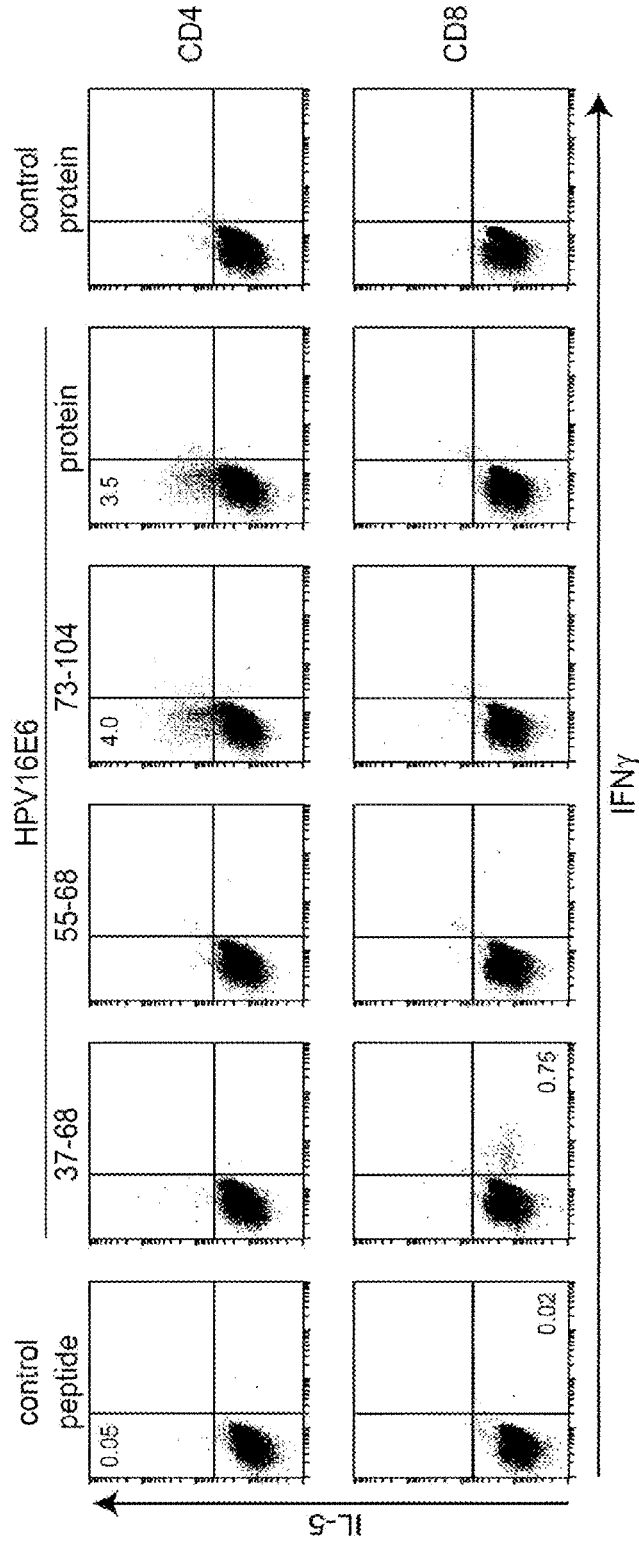 HPV16E6
control
peptide
37-68
55-68
73-104
protein
control
protein
0.05
4.0
3.5
CD4
0.02
0.75
CD8
IL-5
IFNγ